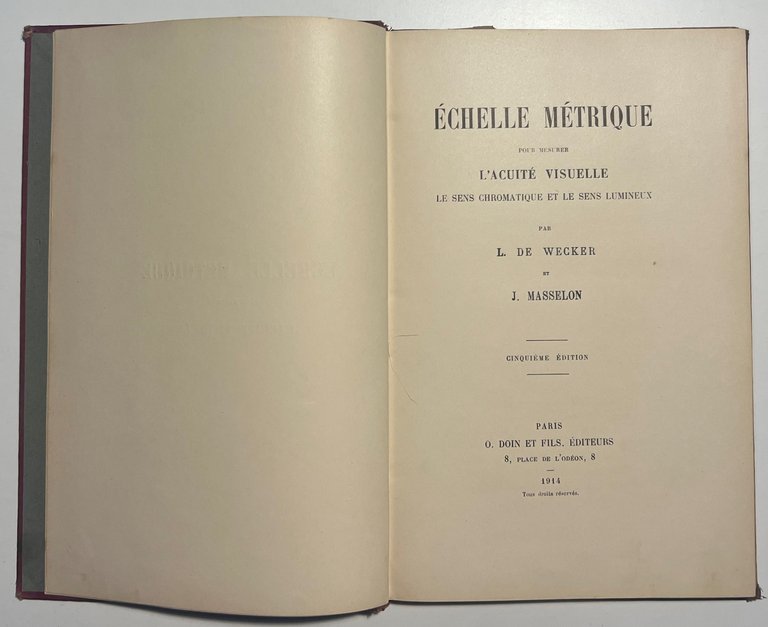 ÉCHELLE MÉTRIQUE
POUR MESURER
L'ACUITÉ VISUELLE
LE SENS CHROMATIQUE ET LE SENS LUMINEUX
PAR
L. DE WECKER
ET
J. MASSELON
CINQUIÈME ÉDITION
PARIS
O. DOIN ET FILS, ÉDITEURS
8, PLACE DE L'ODÉON, 8
1914
Tous droits réservés.